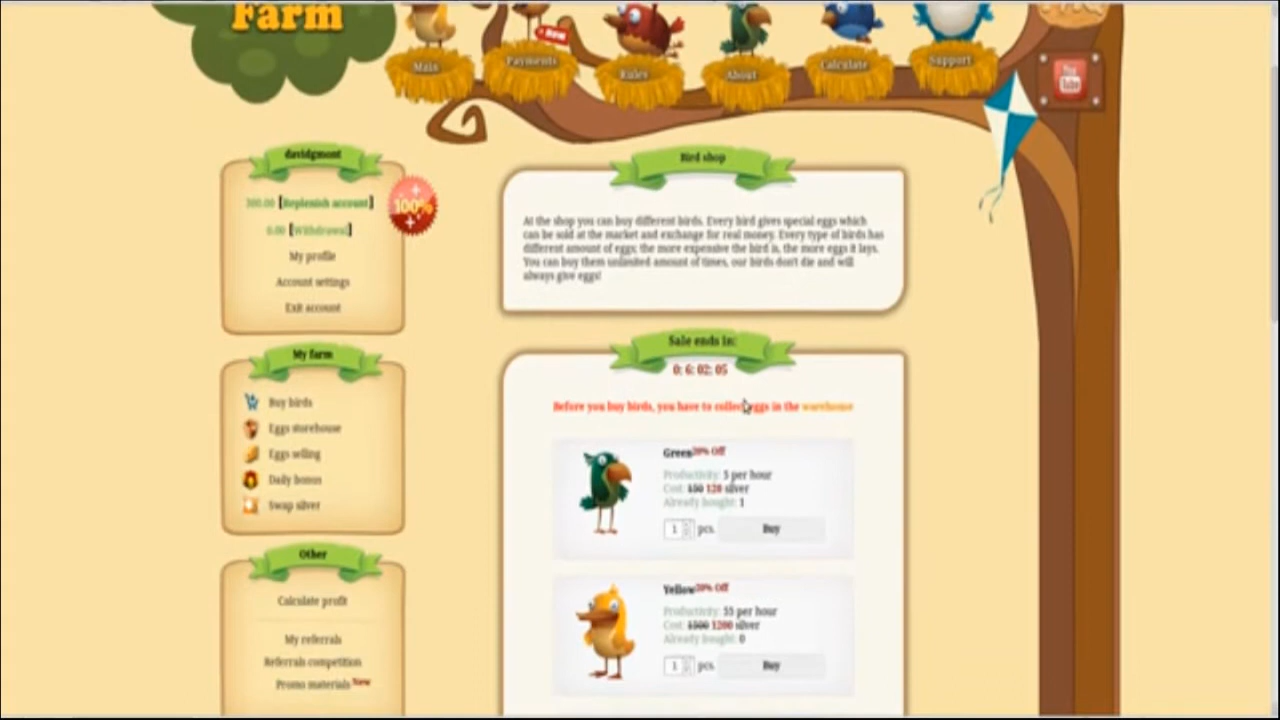 Farm
Main
Payments
New
Rules
About
Calculate
Support
You
Tube
davidgmont
300.00 [Replenish account]
100%
0.00 [Withdrawal]
My profile
Account settings
Exit account
My farm
Buy birds
Eggs storehouse
Eggs selling
Daily bonus
Swap silver
Other
Calculate profit
My referrals
Referrals competition
Promo materials New
Bird shop
At the shop you can buy different birds. Every bird gives special eggs which
can be sold at the market and exchange for real money. Every type of birds has
different amount of eggs; the more expensive the bird is, the more eggs it lays.
You can buy them unlimited amount of times, our birds don't die and will
always give eggs!
Sale ends in:
0: 6: 02: 05
Before you buy birds, you have to collect eggs in the warehouse
Green 20% Off
Productivity: 5 per hour
Cost: 150 120 silver
Already bought: 1
1 pcs. Buy
Yellow 20% Off
Productivity: 55 per hour
Cost: 1500 1200 silver
Already bought: 0
1 pcs. Buy